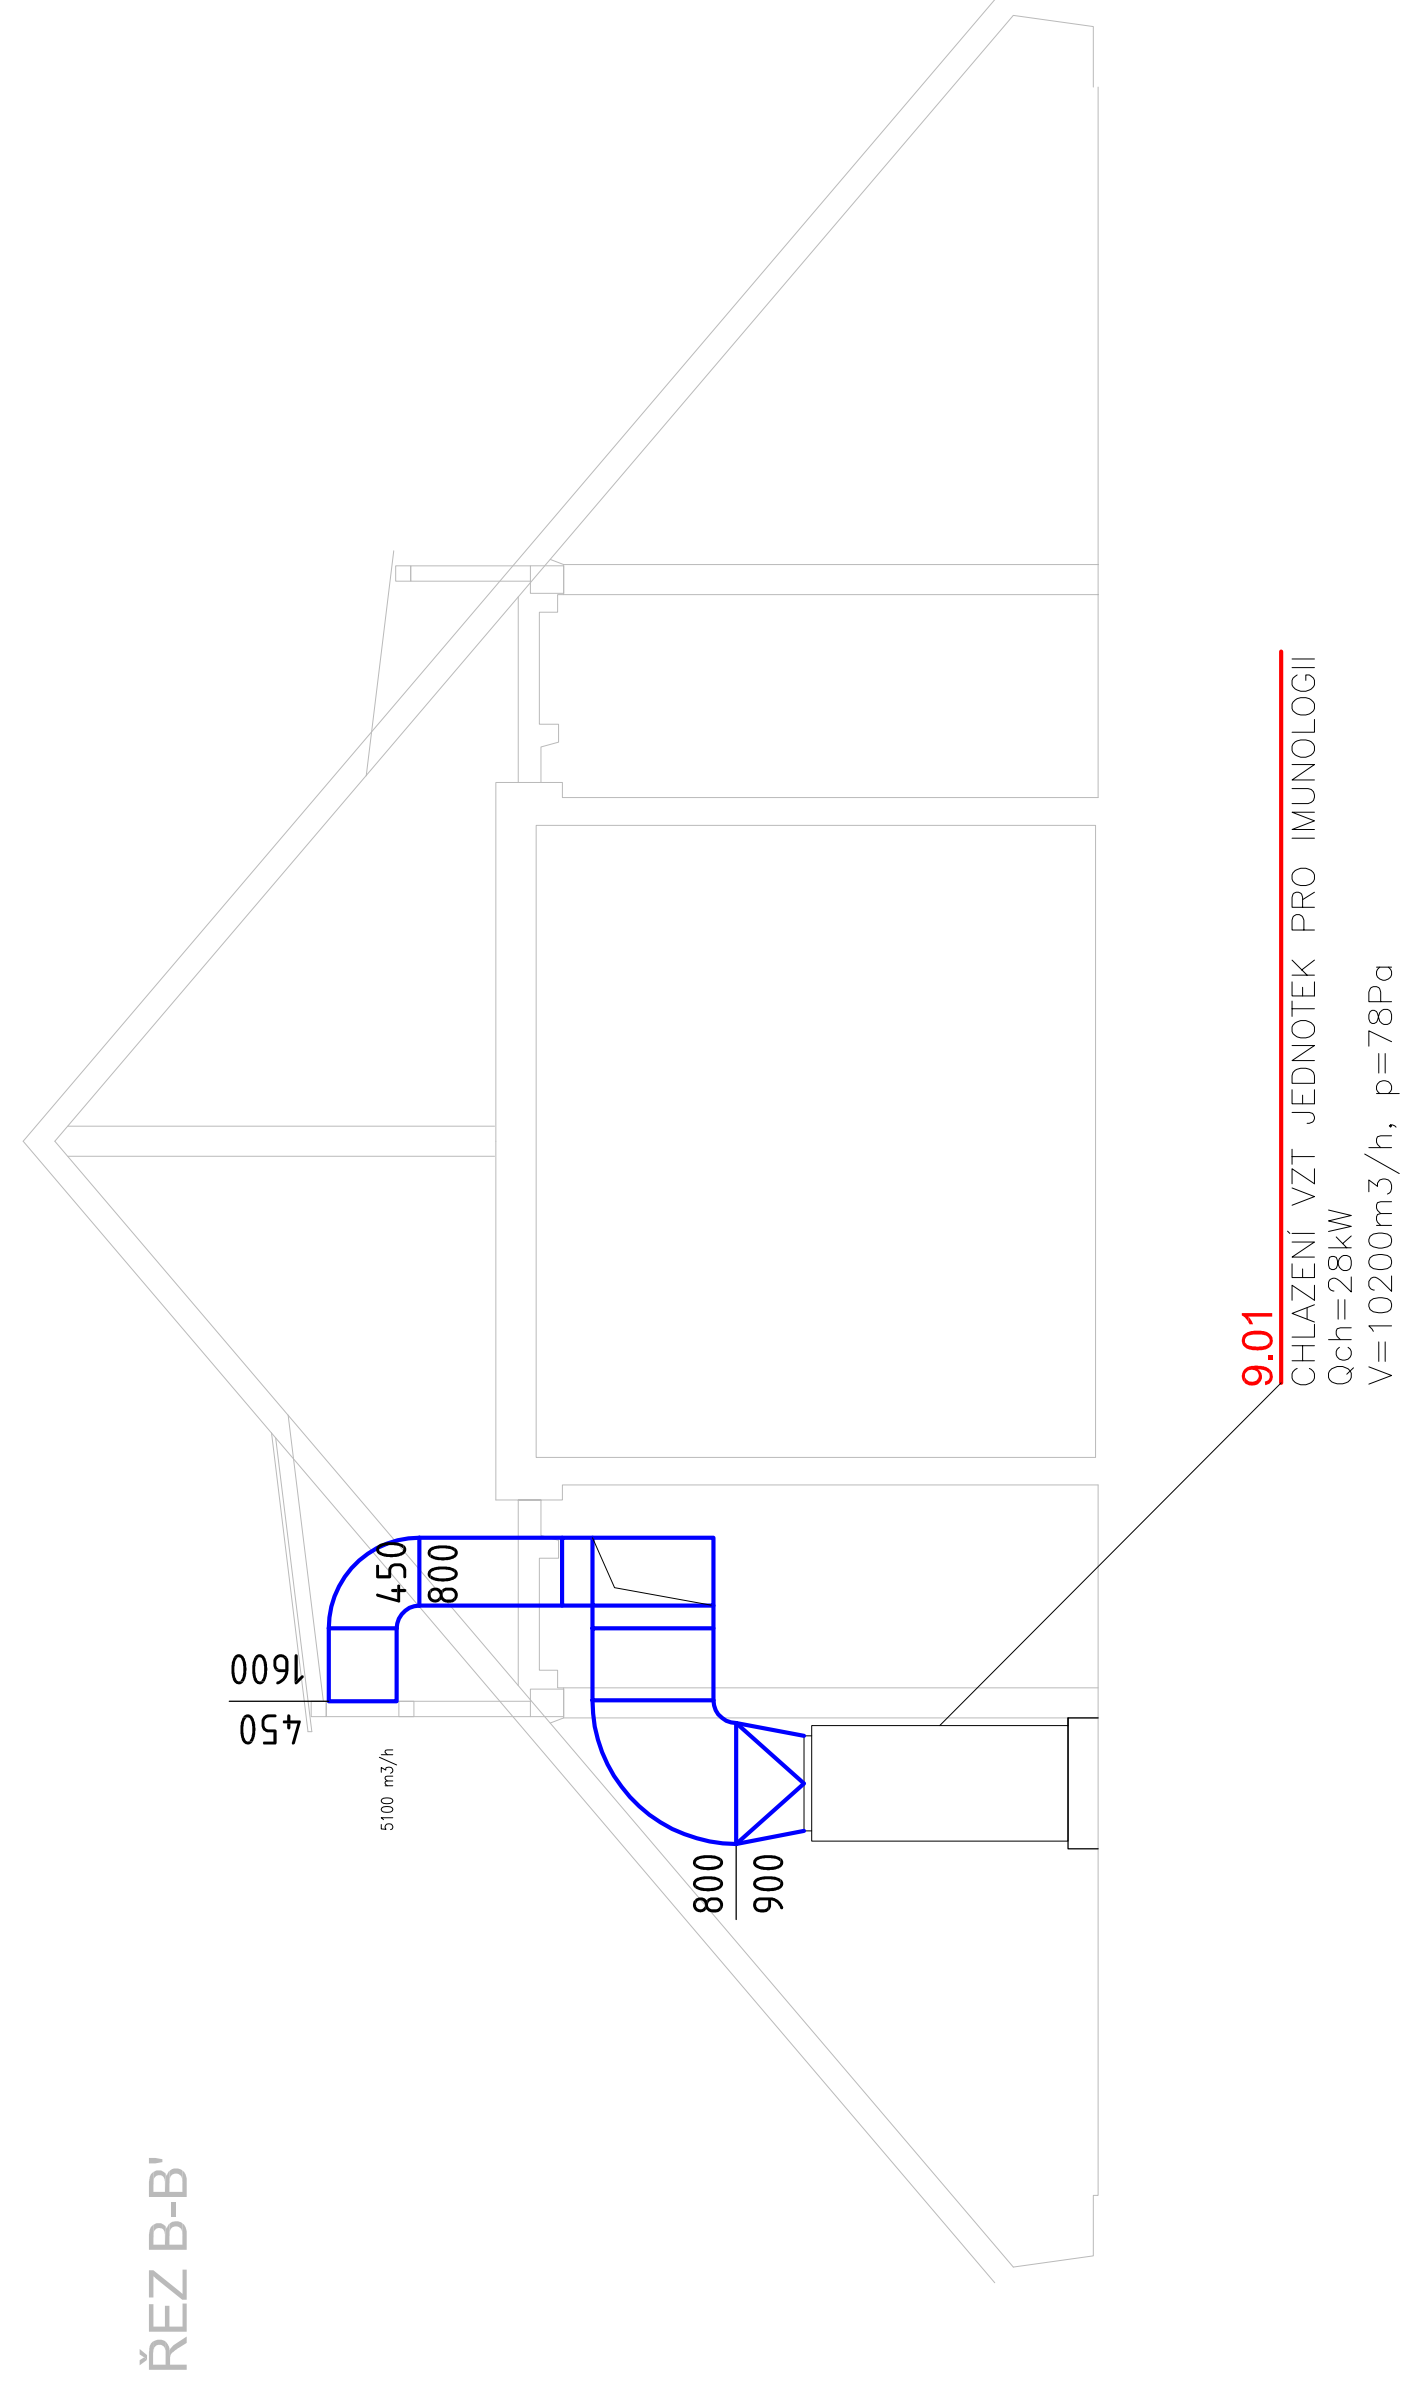 ŘEZ B-B'
1600
450
5100 m3/h
450
800
800
900
9.01
CHLAZENÍ VZT JEDNOTEK PRO IMUNOLOGII
Qch=28kW
V=10200m3/h, p=78Pa